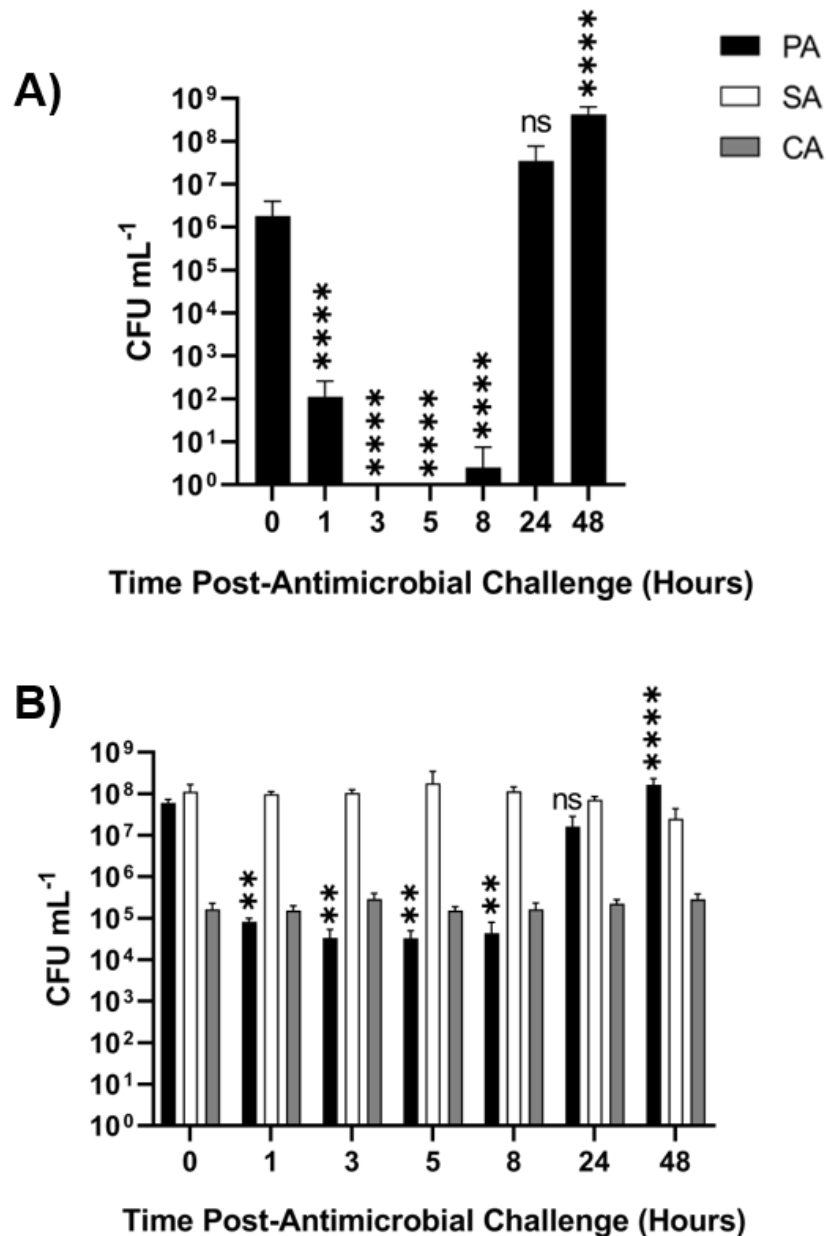 A)
PA
SA
CA
10⁹
10⁸
10⁷
10⁶
10⁵
10⁴
10³
10²
10¹
10⁰
CFU mL⁻¹
****
****
****
****
ns
****
0 1 3 5 8 24 48
Time Post-Antimicrobial Challenge (Hours)
B)
10⁹
10⁸
10⁷
10⁶
10⁵
10⁴
10³
10²
10¹
10⁰
CFU mL⁻¹
**
**
**
**
ns
****
0 1 3 5 8 24 48
Time Post-Antimicrobial Challenge (Hours)